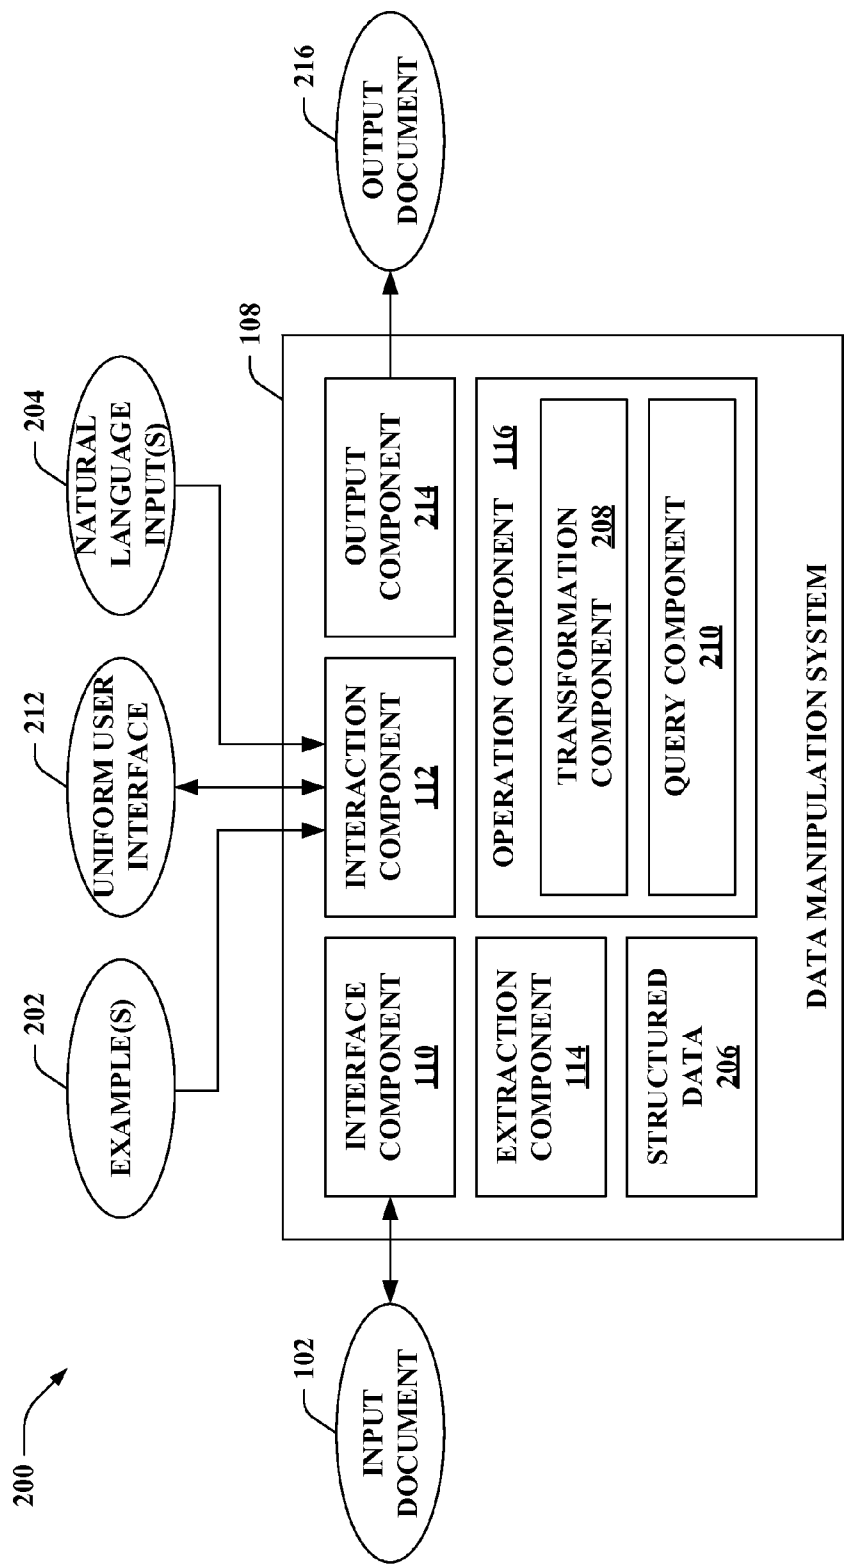 200
202
EXAMPLE(S)
212
UNIFORM USER
INTERFACE
204
NATURAL
LANGUAGE
INPUT(S)
102
INPUT
DOCUMENT
108
INTERFACE
COMPONENT
110
INTERACTION
COMPONENT
112
OUTPUT
COMPONENT
214
216
OUTPUT
DOCUMENT
EXTRACTION
COMPONENT
114
OPERATION COMPONENT 116
TRANSFORMATION
COMPONENT 208
STRUCTURED
DATA
206
QUERY COMPONENT
210
DATA MANIPULATION SYSTEM